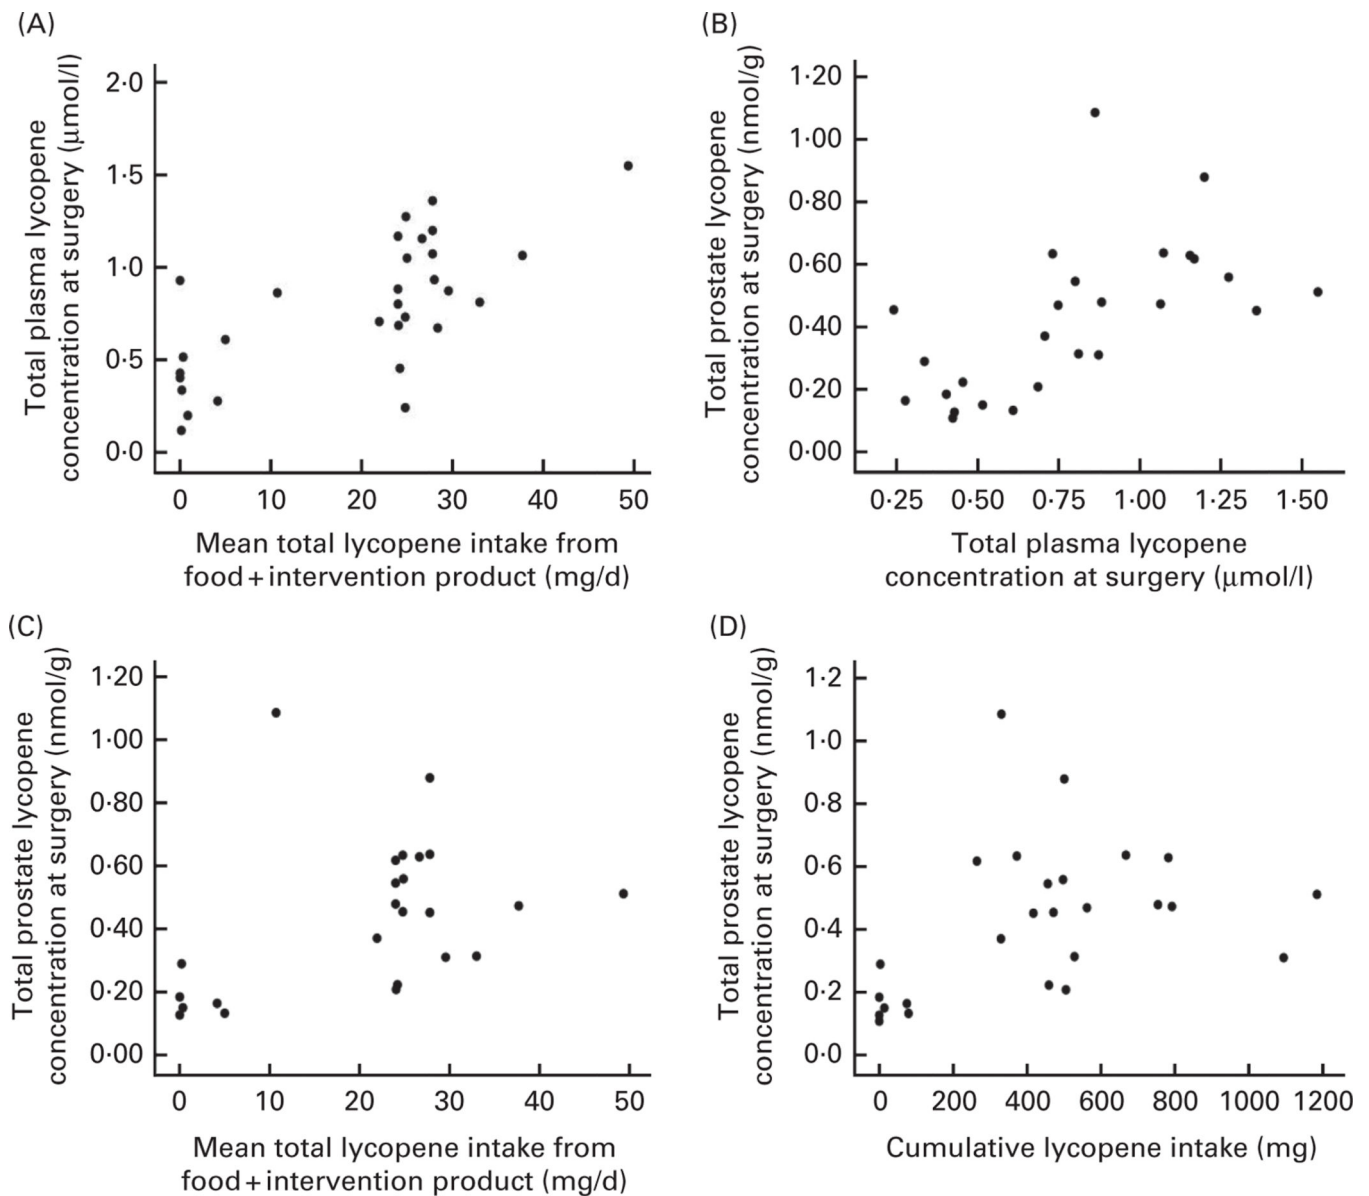 (A)
Total plasma lycopene
concentration at surgery (μmol/l)
2·0
1·5
1·0
0·5
0·0
0 10 20 30 40 50
Mean total lycopene intake from
food+intervention product (mg/d)
(B)
Total prostate lycopene
concentration at surgery (nmol/g)
1·20
1·00
0·80
0·60
0·40
0·20
0·00
0·25 0·50 0·75 1·00 1·25 1·50
Total plasma lycopene
concentration at surgery (μmol/l)
(C)
Total prostate lycopene
concentration at surgery (nmol/g)
1·20
1·00
0·80
0·60
0·40
0·20
0·00
0 10 20 30 40 50
Mean total lycopene intake from
food+intervention product (mg/d)
(D)
Total prostate lycopene
concentration at surgery (nmol/g)
1·2
1·0
0·8
0·6
0·4
0·2
0·0
0 200 400 600 800 1000 1200
Cumulative lycopene intake (mg)